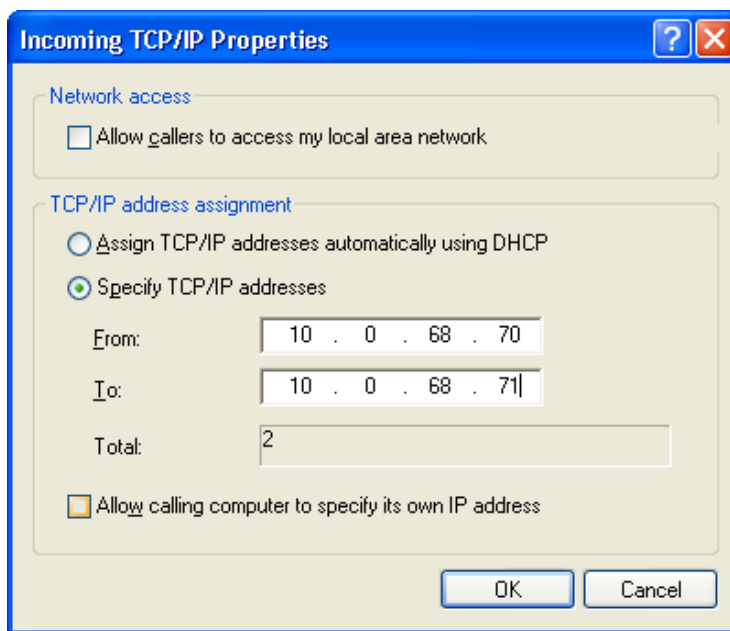 Incoming TCP/IP Properties
Network access
Allow callers to access my local area network
TCP/IP address assignment
Assign TCP/IP addresses automatically using DHCP
Specify TCP/IP addresses
From: 10 . 0 . 68 . 70
To: 10 . 0 . 68 . 71
Total: 2
Allow calling computer to specify its own IP address
OK Cancel